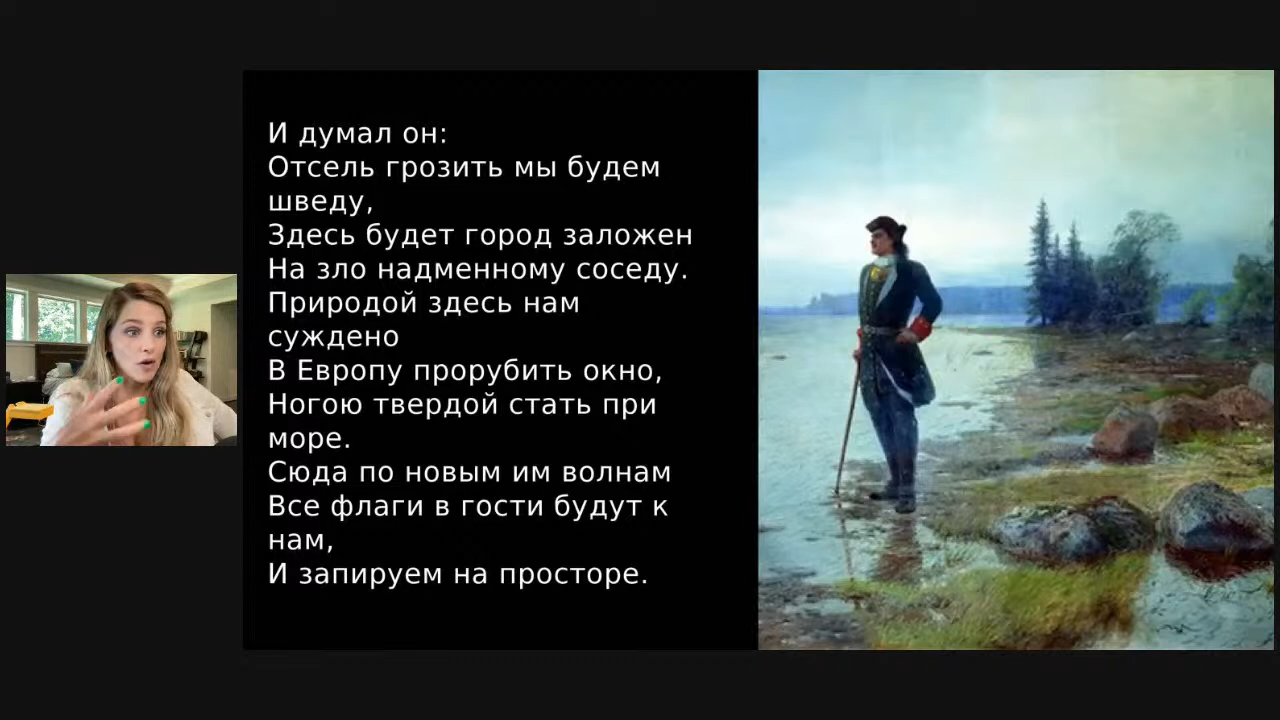 И думал он:
Отсель грозить мы будем
шведу,
Здесь будет город заложен
На зло надменному соседу.
Природой здесь нам
суждено
В Европу прорубить окно,
Ногою твердой стать при
море.
Сюда по новым им волнам
Все флаги в гости будут к
нам,
И запируем на просторе.